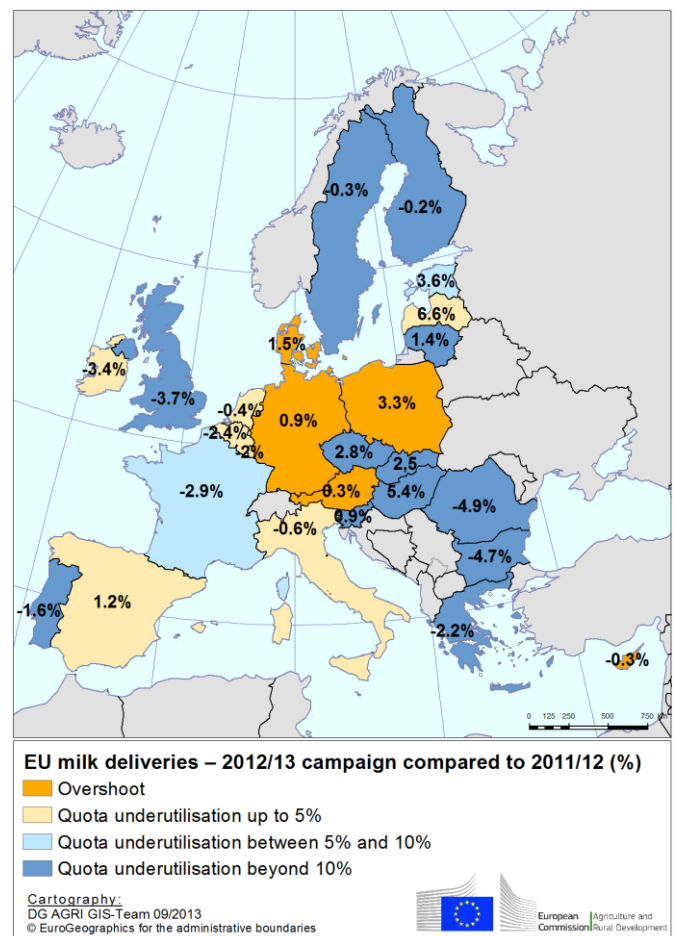 -0.3%
-0.2%
3.6%
6.6%
1.4%
1.5%
-3.4%
-3.7%
-0.4%
-2.4%
-2%
0.9%
3.3%
2.8%
2,5
-2.9%
0.3%
5.4%
-4.9%
0.9%
-0.6%
-4.7%
-1.6%
1.2%
-2.2%
-0.3%
0 125 250 500 750 km
EU milk deliveries – 2012/13 campaign compared to 2011/12 (%)
Overshoot
Quota underutilisation up to 5%
Quota underutilisation between 5% and 10%
Quota underutilisation beyond 10%
Cartography:
DG AGRI GIS-Team 09/2013
© EuroGeographics for the administrative boundaries
European Commission
Agriculture and Rural Development